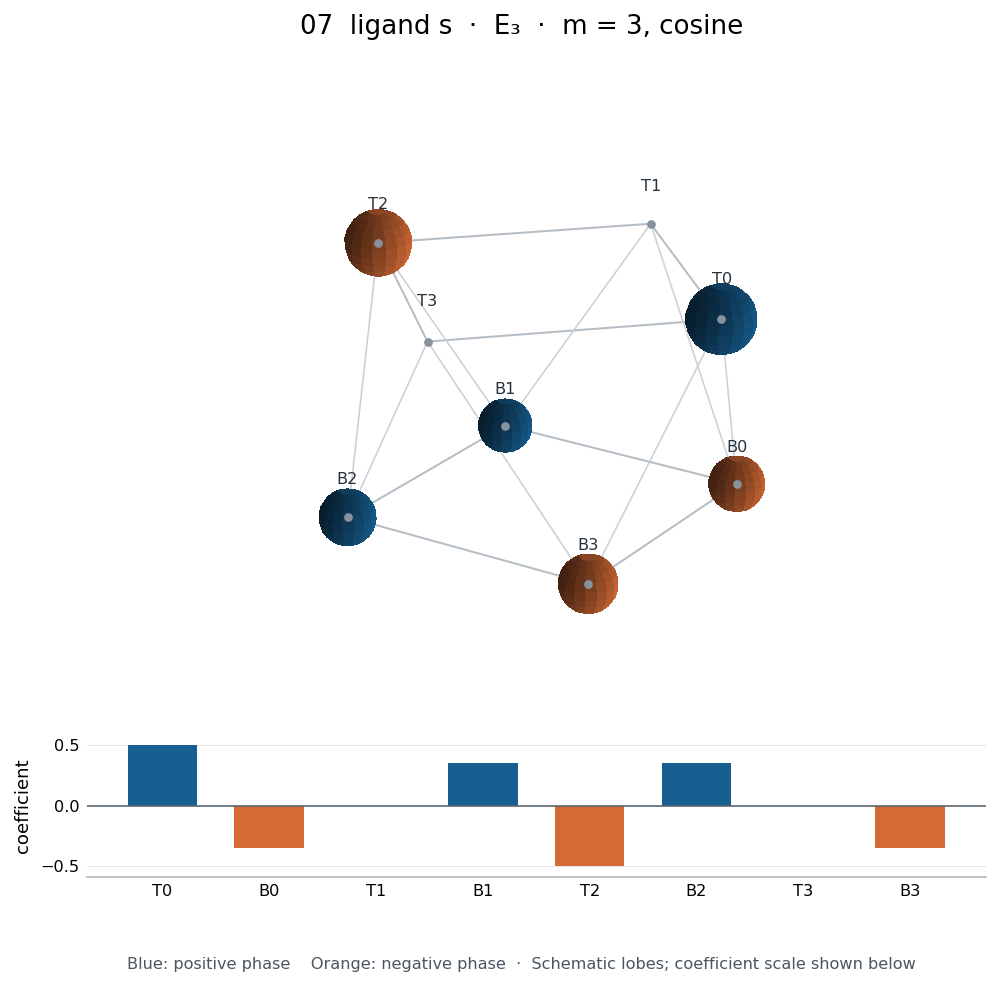 07  ligand s  ·  E₃  ·  m = 3, cosine
T1
T2
T0
T3
B1
B0
B2
B3
coefficient
0.5
0.0
−0.5
T0 B0 T1 B1 T2 B2 T3 B3
Blue: positive phase    Orange: negative phase  ·  Schematic lobes; coefficient scale shown below